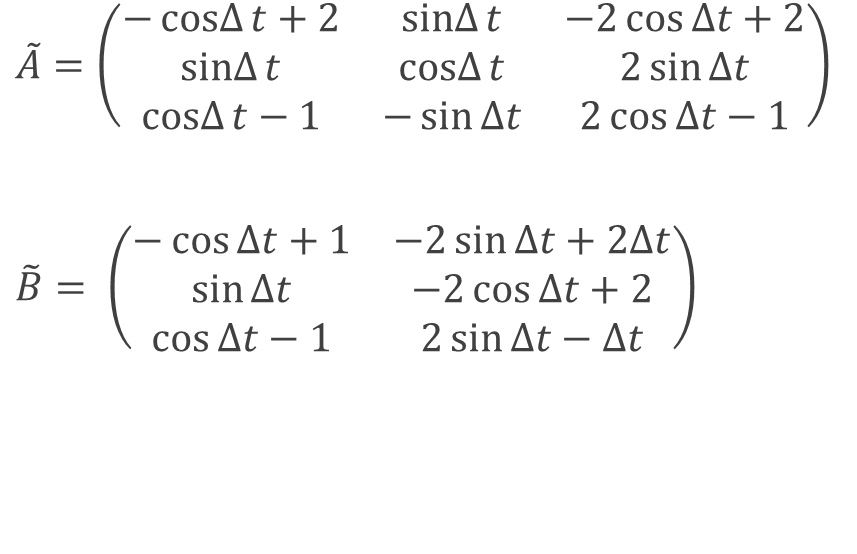 − cosΔ t + 2 sinΔ t −2 cos Δt + 2
Ã = ( sinΔ t cosΔ t 2 sin Δt )
cosΔ t − 1 − sin Δt 2 cos Δt − 1
− cos Δt + 1 −2 sin Δt + 2Δt
B̃ = ( sin Δt −2 cos Δt + 2 )
cos Δt − 1 2 sin Δt − Δt